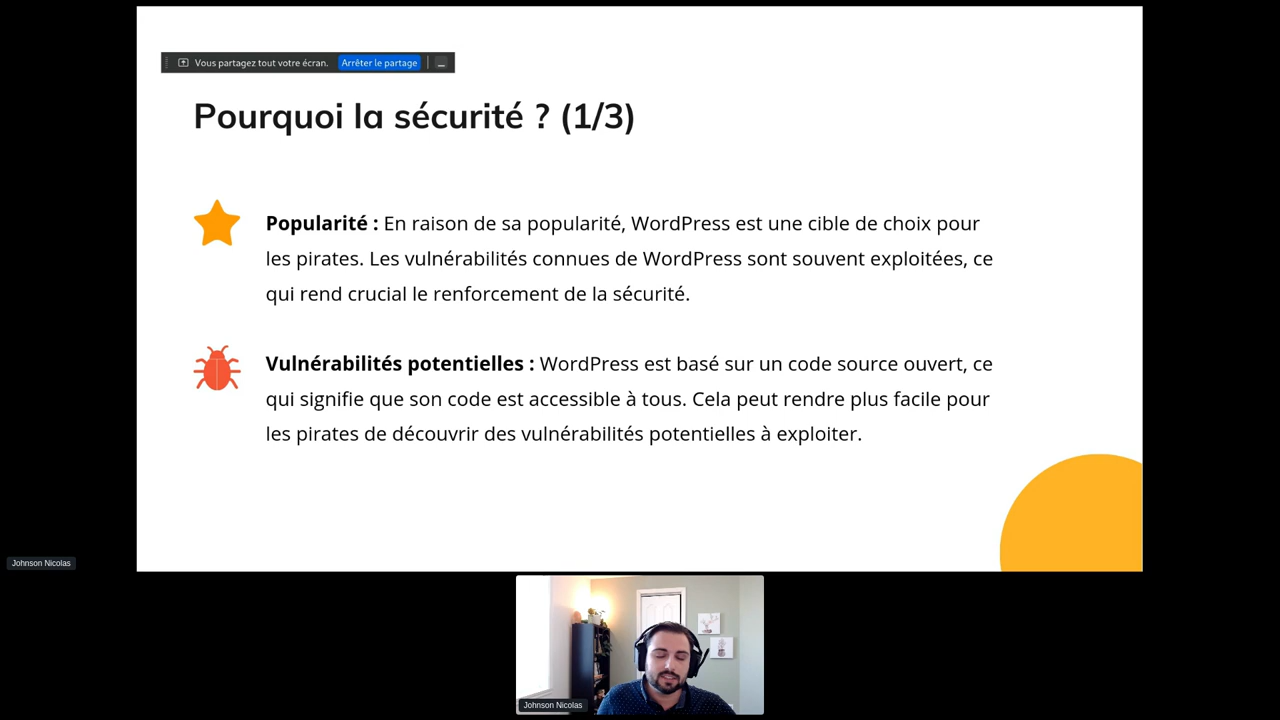 Vous partagez tout votre écran. Arrêter le partage
Pourquoi la sécurité ? (1/3)
Popularité : En raison de sa popularité, WordPress est une cible de choix pour
les pirates. Les vulnérabilités connues de WordPress sont souvent exploitées, ce
qui rend crucial le renforcement de la sécurité.
Vulnérabilités potentielles : WordPress est basé sur un code source ouvert, ce
qui signifie que son code est accessible à tous. Cela peut rendre plus facile pour
les pirates de découvrir des vulnérabilités potentielles à exploiter.
Johnson Nicolas
Johnson Nicolas